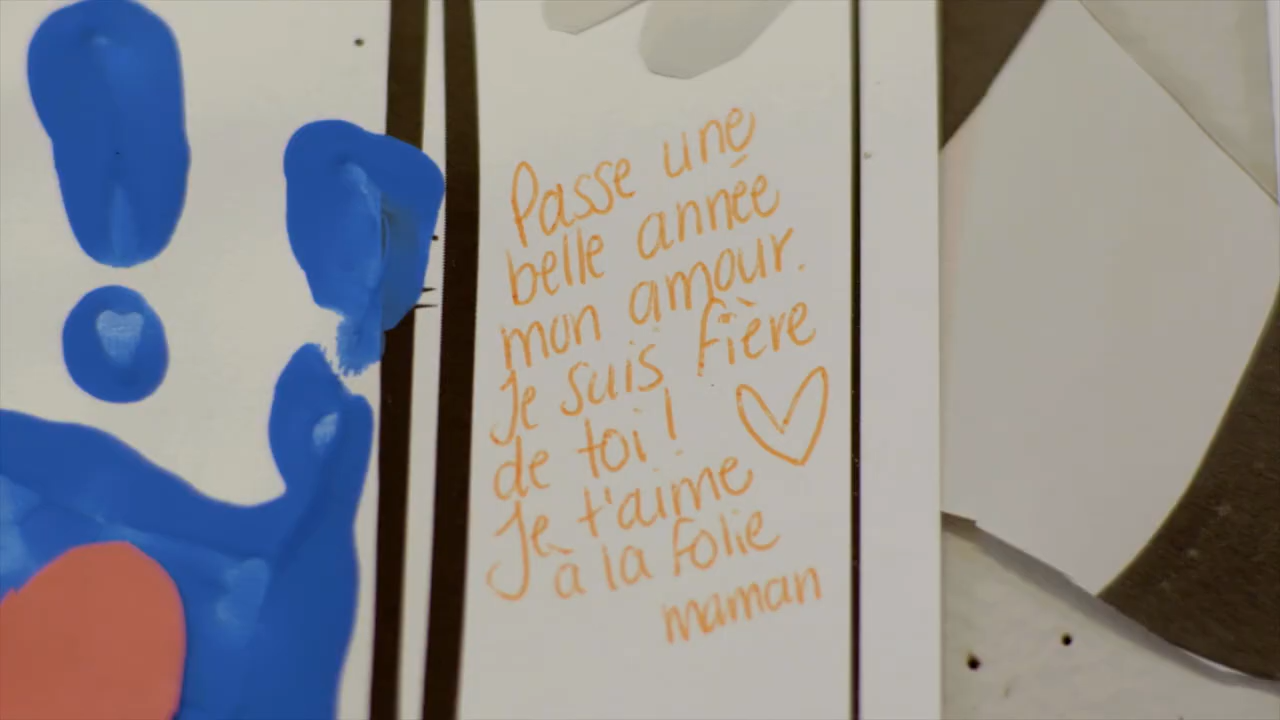 Passe une
belle année
mon amour.
Je suis fière
de toi !
Je t'aime
à la folie
maman